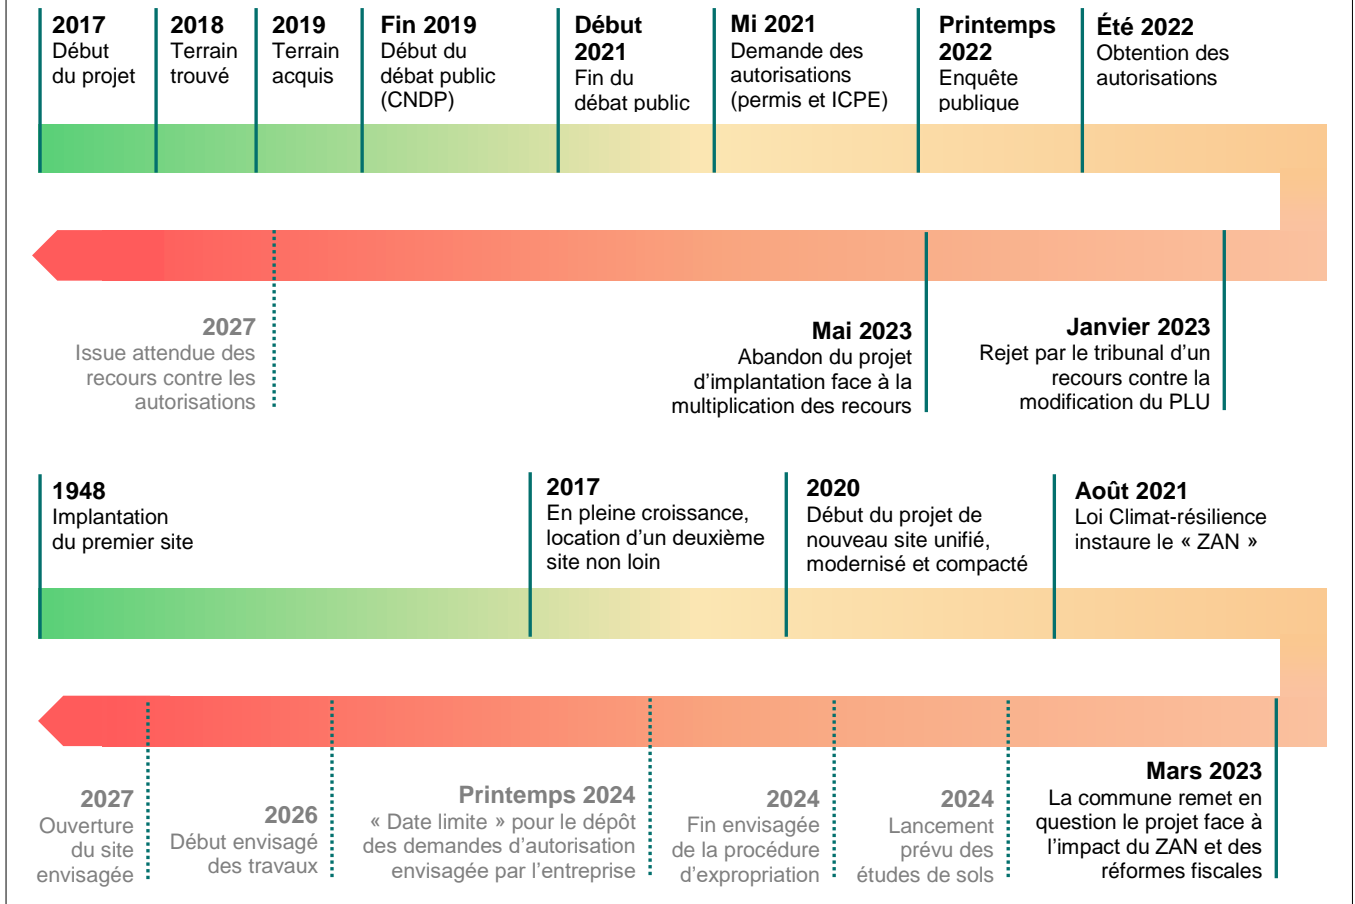 2017
Début
du projet
2018
Terrain
trouvé
2019
Terrain
acquis
Fin 2019
Début du
débat public
(CNDP)
Début
2021
Fin du
débat public
Mi 2021
Demande des
autorisations
(permis et ICPE)
Printemps
2022
Enquête
publique
Été 2022
Obtention des
autorisations
Janvier 2023
Rejet par le tribunal d'un
recours contre la
modification du PLU
Mai 2023
Abandon du projet
d'implantation face à la
multiplication des recours
2027
Issue attendue des
recours contre les
autorisations
1948
Implantation
du premier site
2017
En pleine croissance,
location d'un deuxième
site non loin
2020
Début du projet de
nouveau site unifié,
modernisé et compacté
Août 2021
Loi Climat-résilience
instaure le « ZAN »
Mars 2023
La commune remet en
question le projet face à
l'impact du ZAN et des
réformes fiscales
2024
Lancement
prévu des
études de sols
2024
Fin envisagée
de la procédure
d'expropriation
Printemps 2024
« Date limite » pour le dépôt
des demandes d'autorisation
envisagée par l'entreprise
2026
Début envisagé
des travaux
2027
Ouverture
du site
envisagée